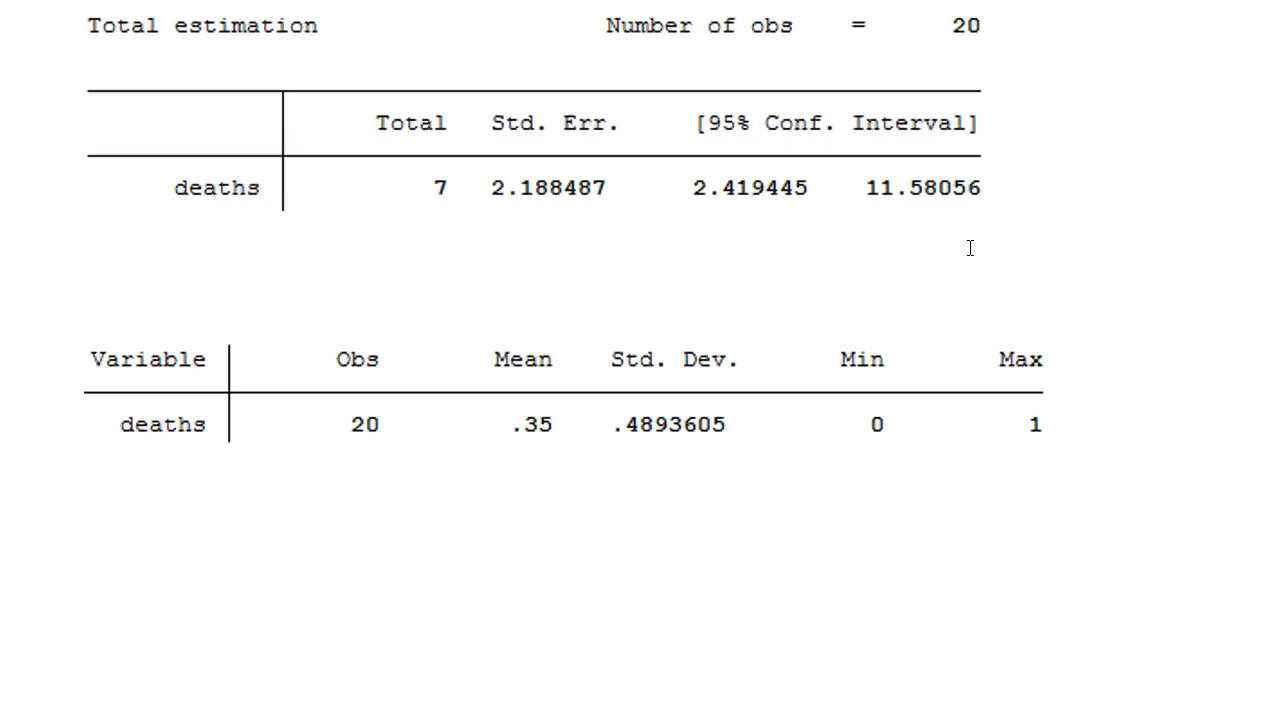 Total estimation Number of obs = 20
Total Std. Err. [95% Conf. Interval]
deaths 7 2.188487 2.419445 11.58056
Variable Obs Mean Std. Dev. Min Max
deaths 20 .35 .4893605 0 1